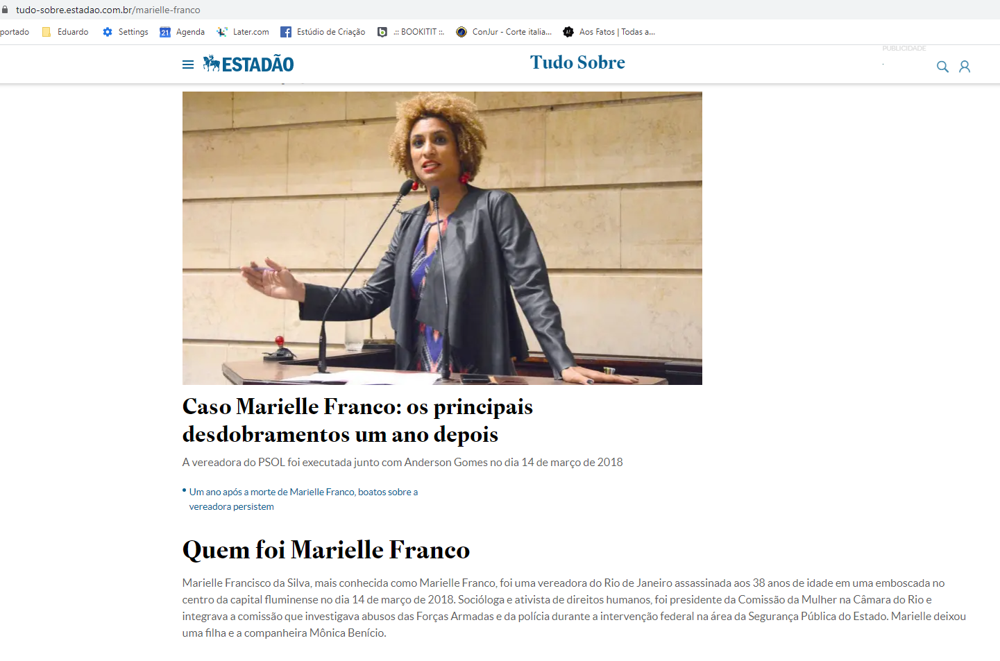 tudo-sobre.estadao.com.br/marielle-franco
portado Eduardo Settings 21 Agenda Later.com Estúdio de Criação .:: BOOKITIT ::. ConJur - Corte italia... Aos Fatos | Todas a...
ESTADÃO Tudo Sobre PUBLICIDADE
Caso Marielle Franco: os principais
desdobramentos um ano depois
A vereadora do PSOL foi executada junto com Anderson Gomes no dia 14 de março de 2018
• Um ano após a morte de Marielle Franco, boatos sobre a
vereadora persistem
Quem foi Marielle Franco
Marielle Francisco da Silva, mais conhecida como Marielle Franco, foi uma vereadora do Rio de Janeiro assassinada aos 38 anos de idade em uma emboscada no
centro da capital fluminense no dia 14 de março de 2018. Socióloga e ativista de direitos humanos, foi presidente da Comissão da Mulher na Câmara do Rio e
integrava a comissão que investigava abusos das Forças Armadas e da polícia durante a intervenção federal na área da Segurança Pública do Estado. Marielle deixou
uma filha e a companheira Mônica Benício.